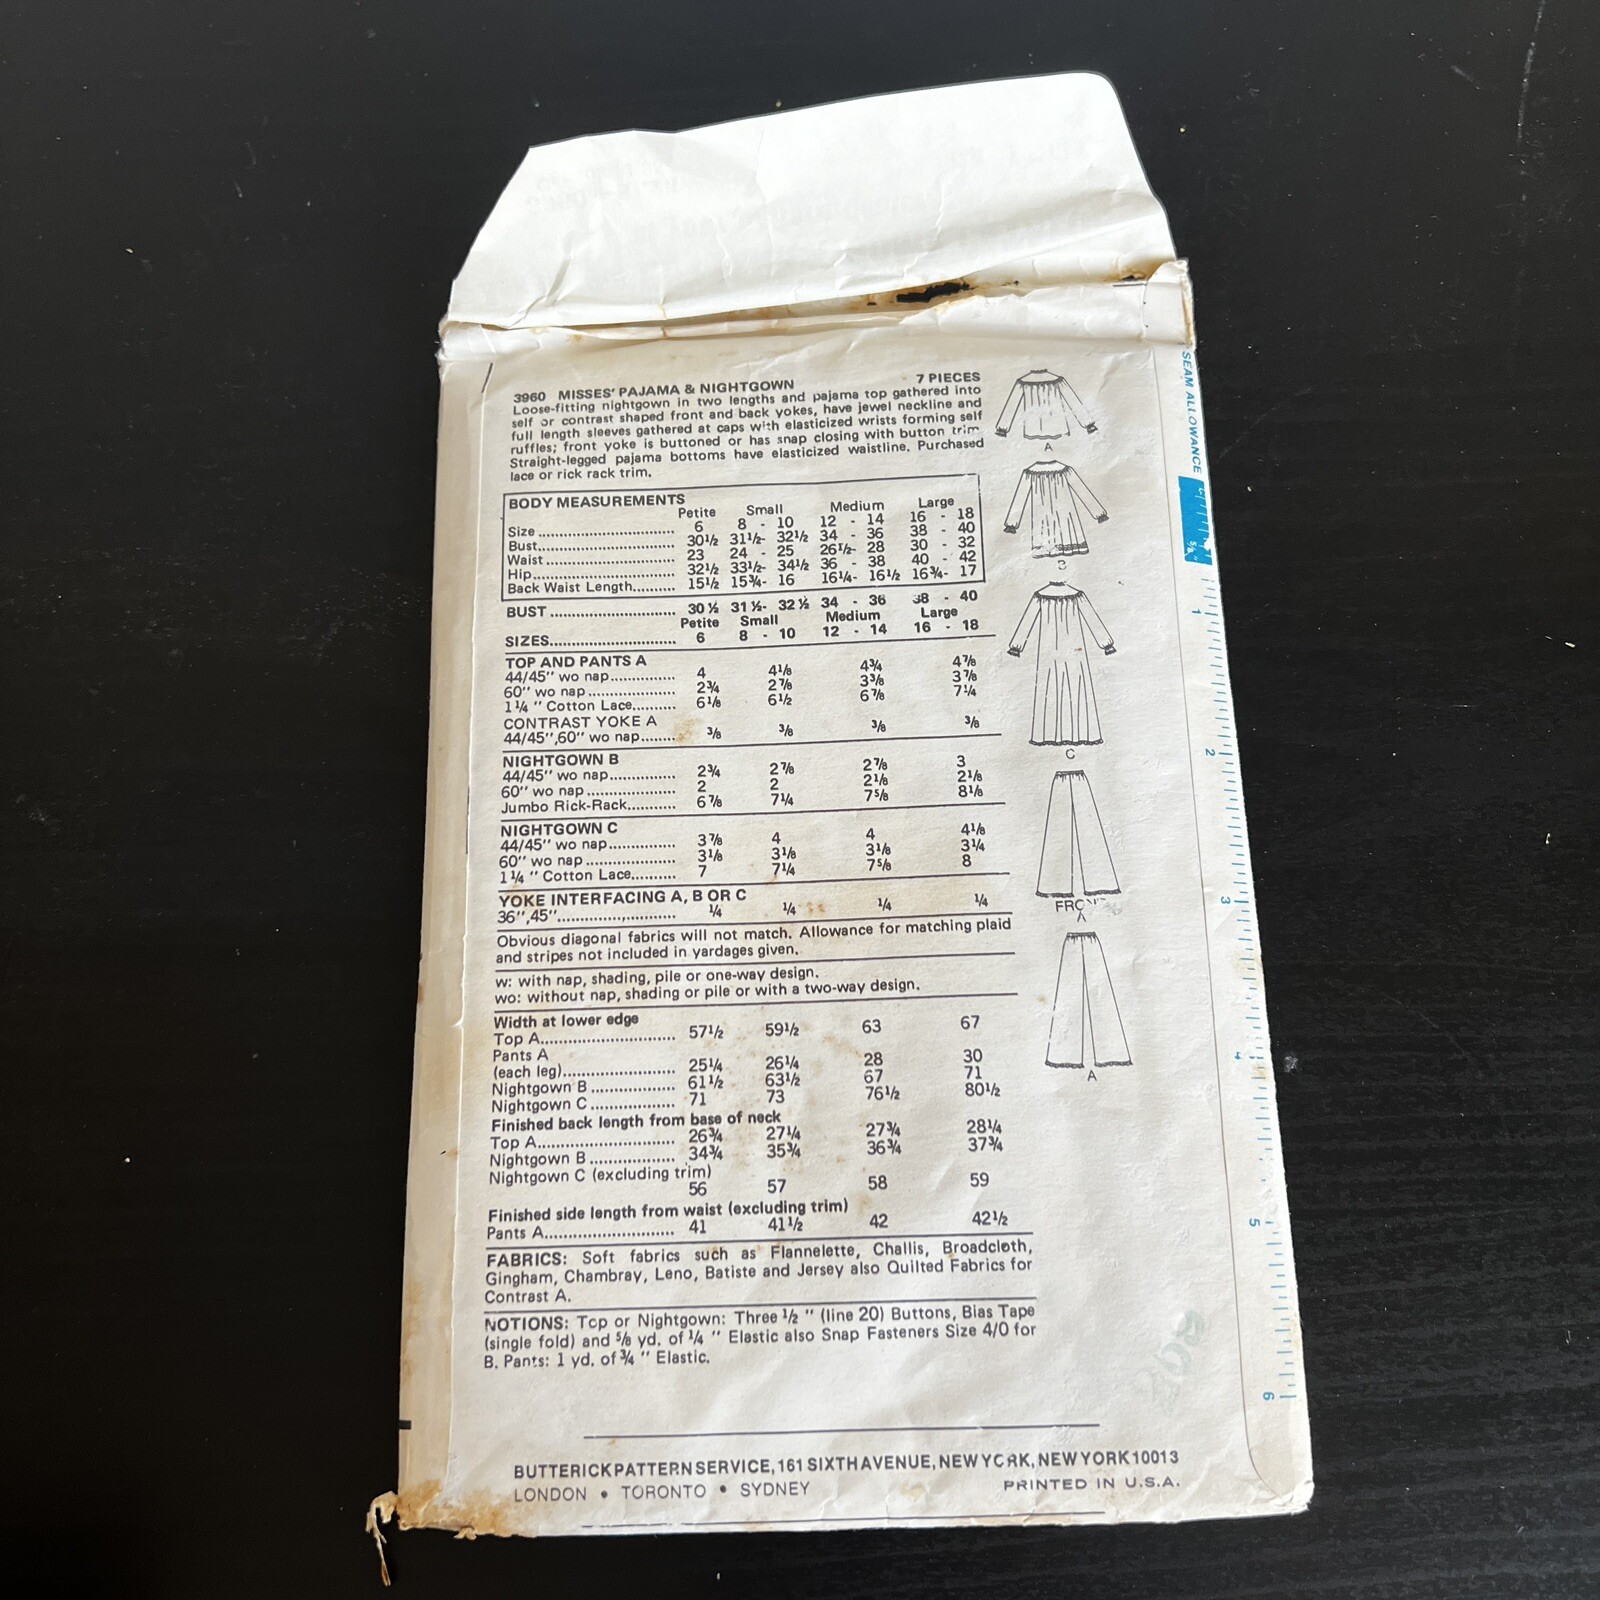 3960 MISSES' PAJAMA & NIGHTGOWN 7 PIECES
Loose-fitting nightgown in two lengths and pajama top gathered into
self or contrast shaped front and back yokes, have jewel neckline and
full length sleeves gathered at caps with elasticized wrists forming self
ruffles; front yoke is buttoned or has snap closing with button trim
Straight-legged pajama bottoms have elasticized waistline. Purchased
lace or rick rack trim.
BODY MEASUREMENTS
Petite Small Medium Large
Size .......... 6 8 - 10 12 - 14 16 - 18
Bust.......... 30½ 31½- 32½ 34 - 36 38 - 40
Waist .......... 23 24 - 25 26½- 28 30 - 32
Hip.......... 32½ 33½- 34½ 36 - 38 40 - 42
Back Waist Length.......... 15½ 15¾- 16 16¼- 16½ 16¾- 17
BUST .......... 30 ½ 31 ½- 32 ½ 34 - 36 38 - 40
Petite Small Medium Large
SIZES.......... 6 8 - 10 12 - 14 16 - 18
TOP AND PANTS A
44/45" wo nap.......... 4 4⅛ 4¾ 4⅞
60" wo nap .......... 2¾ 2⅞ 3⅜ 3⅞
1¼ " Cotton Lace.......... 6⅛ 6½ 6⅞ 7¼
CONTRAST YOKE A
44/45",60" wo nap........ ⅜ ⅜ ⅜ ⅜
NIGHTGOWN B
44/45" wo nap.......... 2¾ 2⅞ 2⅞ 3
60" wo nap .......... 2 2 2⅛ 2⅛
Jumbo Rick-Rack.......... 6⅞ 7¼ 7⅝ 8⅛
NIGHTGOWN C
44/45" wo nap.......... 3⅞ 4 4 4⅛
60" wo nap .......... 3⅛ 3⅛ 3⅛ 3¼
1¼ " Cotton Lace.......... 7 7¼ 7⅝ 8
YOKE INTERFACING A, B OR C
36",45".......... ¼ ¼ ¼ ¼
Obvious diagonal fabrics will not match. Allowance for matching plaid
and stripes not included in yardages given.
w: with nap, shading, pile or one-way design.
wo: without nap, shading or pile or with a two-way design.
Width at lower edge
Top A.......... 57½ 59½ 63 67
Pants A
(each leg).......... 25¼ 26¼ 28 30
Nightgown B .......... 61½ 63½ 67 71
Nightgown C .......... 71 73 76½ 80½
Finished back length from base of neck
Top A.......... 26¾ 27¼ 27¾ 28¼
Nightgown B .......... 34¾ 35¾ 36¾ 37¾
Nightgown C (excluding trim)
56 57 58 59
Finished side length from waist (excluding trim)
Pants A.......... 41 41½ 42 42½
FABRICS: Soft fabrics such as Flannelette, Challis, Broadcloth,
Gingham, Chambray, Leno, Batiste and Jersey also Quilted Fabrics for
Contrast A.
NOTIONS: Top or Nightgown: Three ½ " (line 20) Buttons, Bias Tape
(single fold) and ⅝ yd. of ¼ " Elastic also Snap Fasteners Size 4/0 for
B. Pants: 1 yd. of ¾ " Elastic.
BUTTERICK PATTERN SERVICE, 161 SIXTH AVENUE, NEW YORK, NEW YORK 10013
LONDON • TORONTO • SYDNEY PRINTED IN U.S.A.
A
B
C
FRONT
A
A
SEAM ALLOWANCE
⅝"
1
2
3
4
5
6